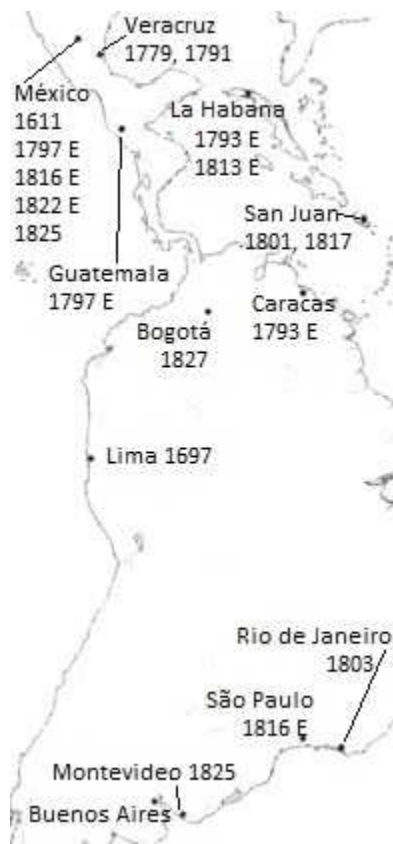 Veracruz
1779, 1791
México
1611
1797 E
1816 E
1822 E
1825
La Habana
1793 E
1813 E
San Juan
1801, 1817
Guatemala
1797 E
Caracas
1793 E
Bogotá
1827
Lima 1697
Rio de Janeiro
1803
São Paulo
1816 E
Montevideo 1825
Buenos Aires